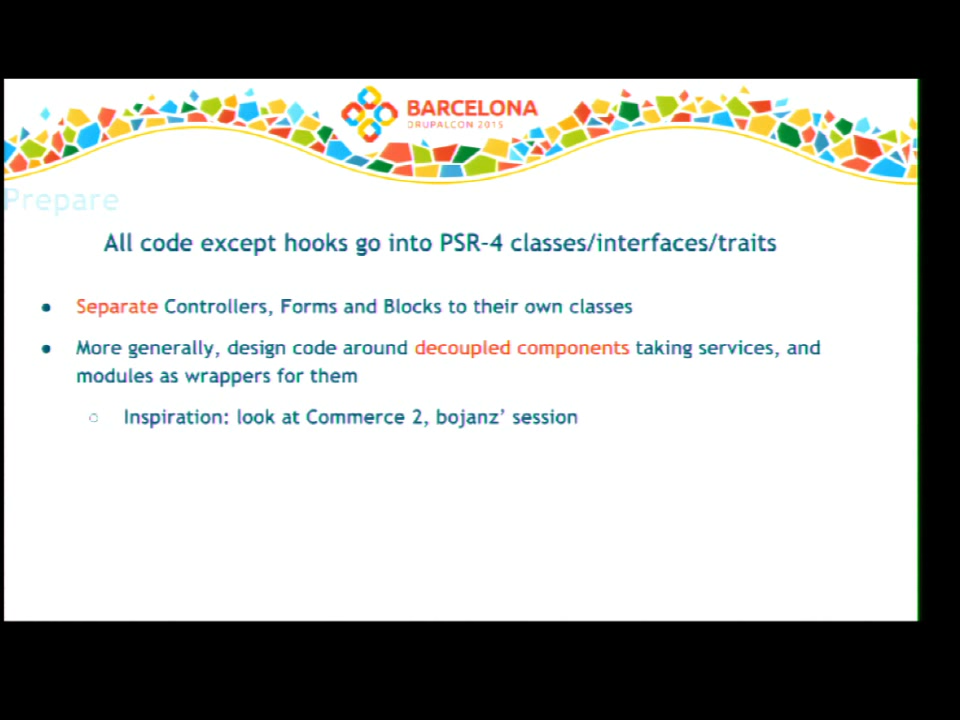 BARCELONA
DRUPALCON 2015
Prepare
All code except hooks go into PSR-4 classes/interfaces/traits
● Separate Controllers, Forms and Blocks to their own classes
● More generally, design code around decoupled components taking services, and
modules as wrappers for them
○ Inspiration: look at Commerce 2, bojanz’ session